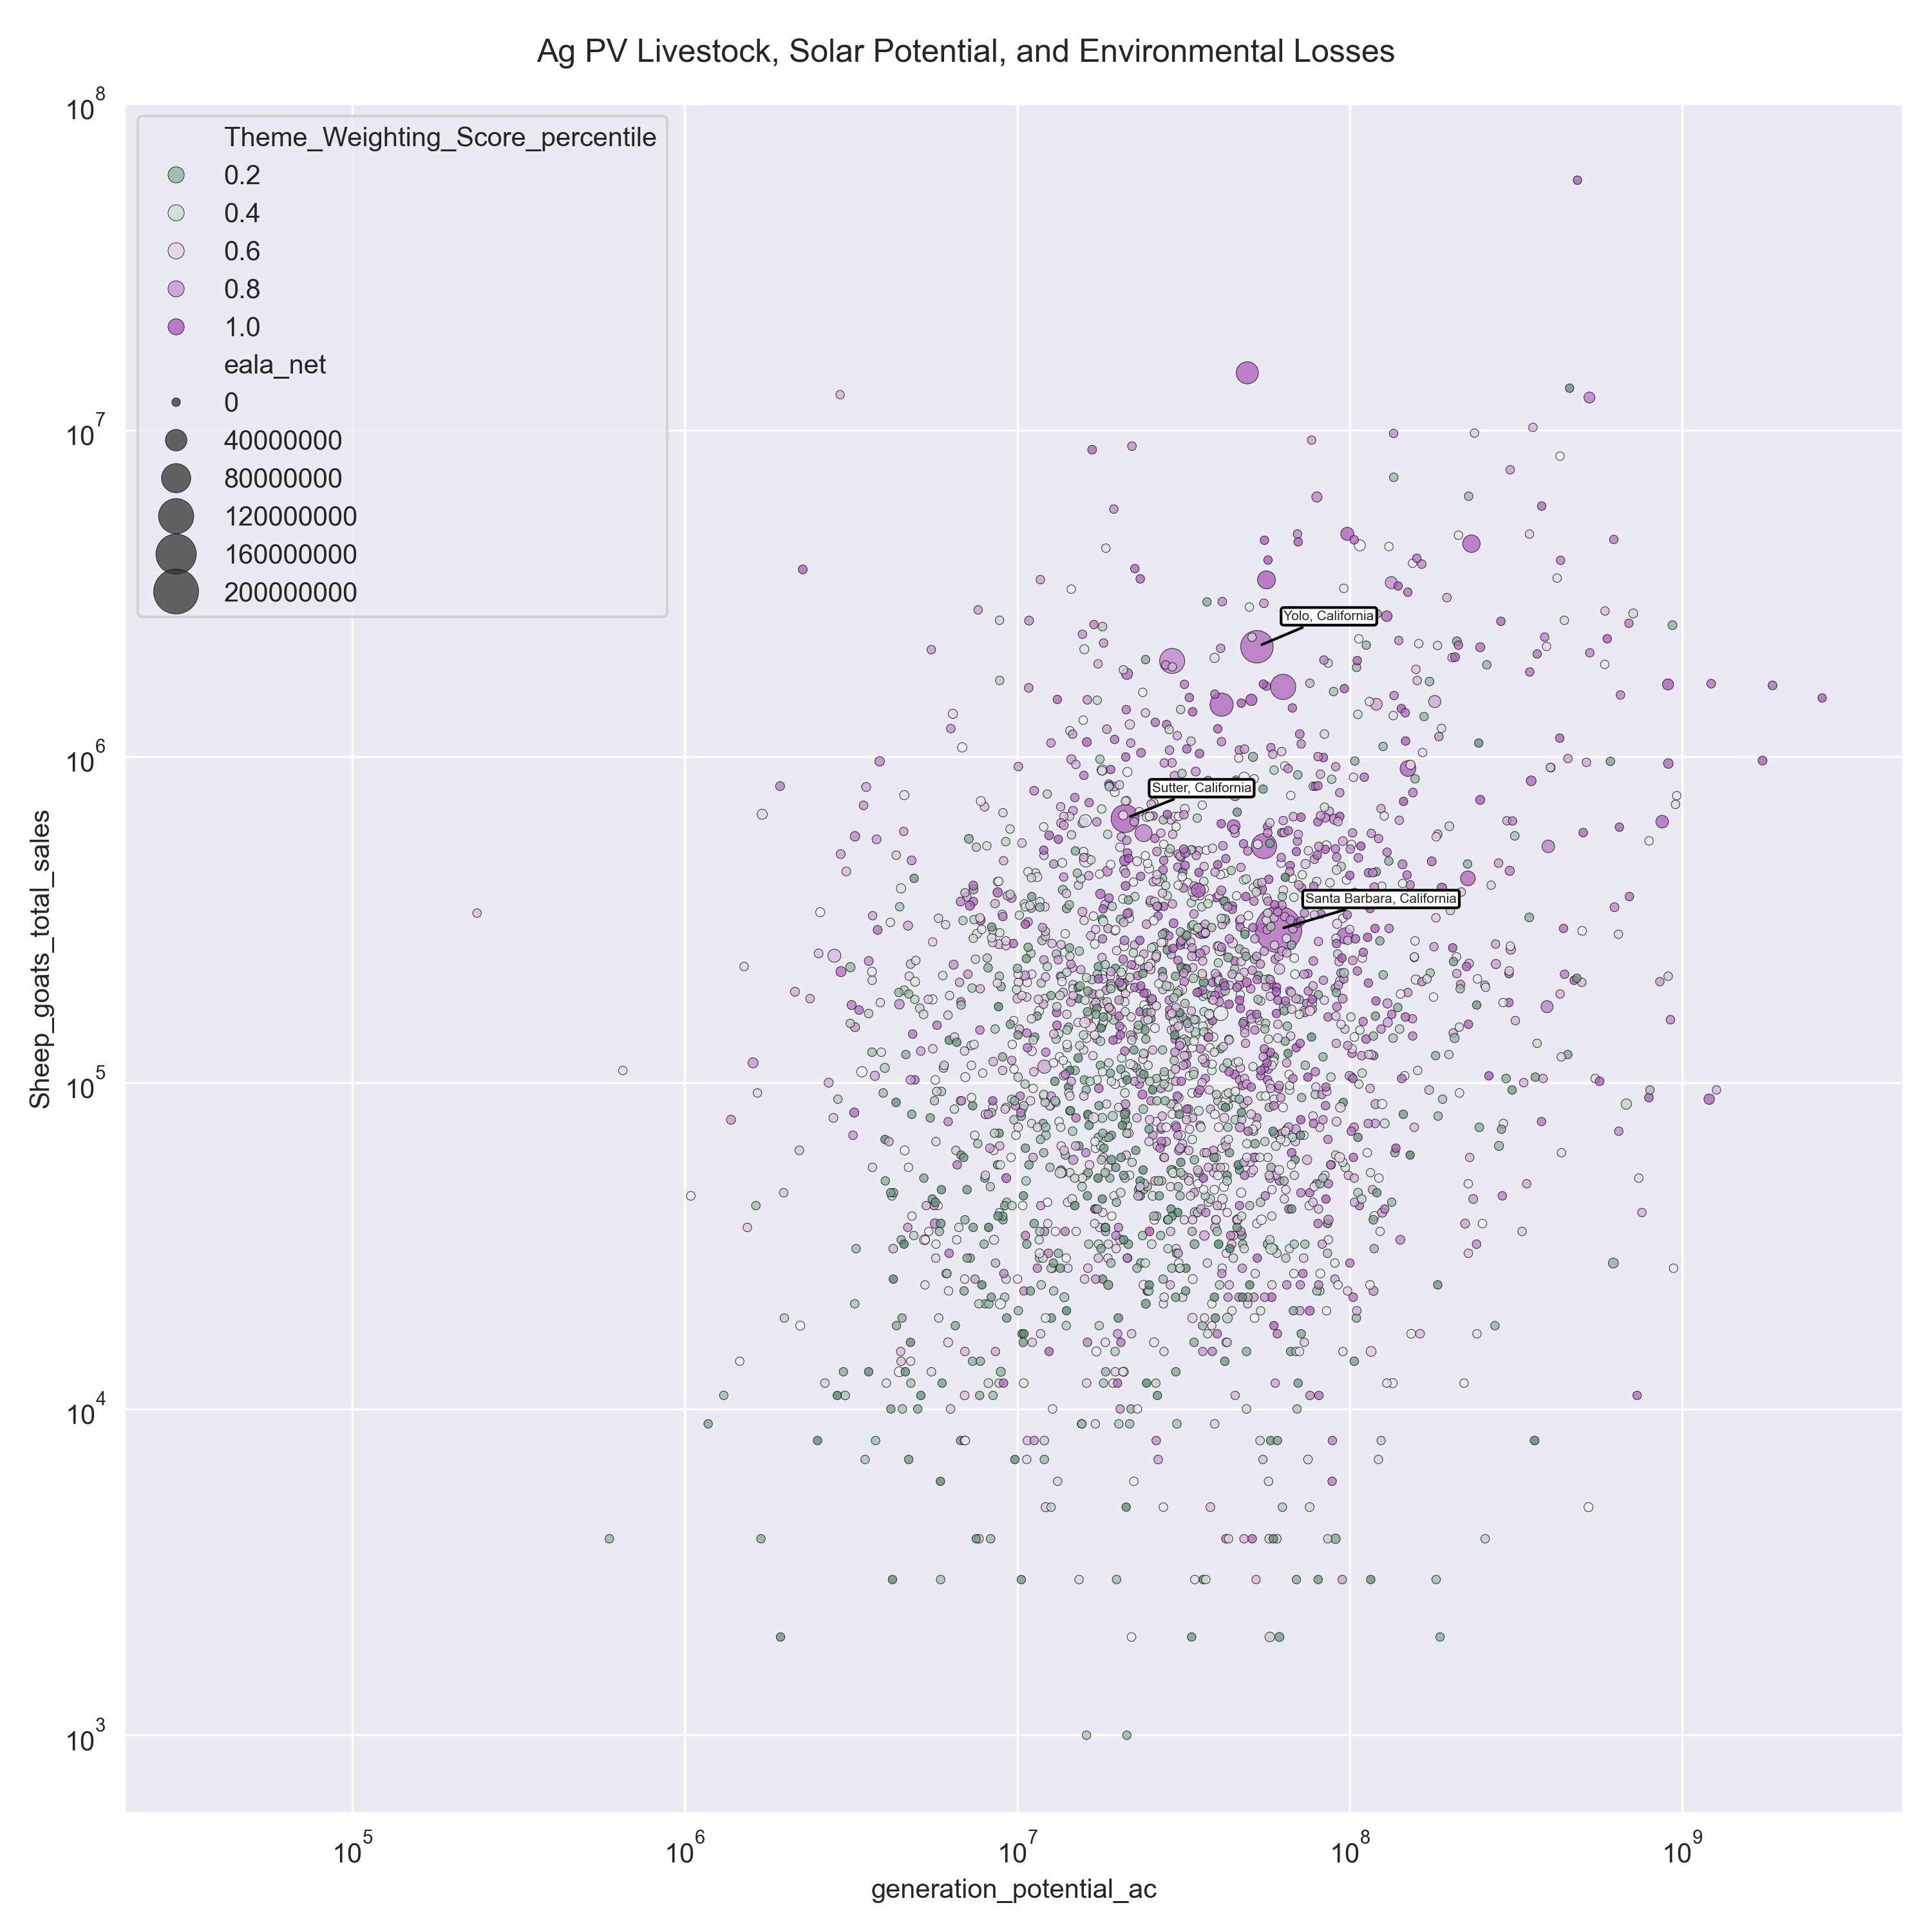 Ag PV Livestock, Solar Potential, and Environmental Losses
10^8
10^7
10^6
10^5
10^4
10^3
Sheep_goats_total_sales
Theme_Weighting_Score_percentile
0.2
0.4
0.6
0.8
1.0
eala_net
0
40000000
80000000
120000000
160000000
200000000
Yolo, California
Sutter, California
Santa Barbara, California
10^5
10^6
10^7
10^8
10^9
generation_potential_ac